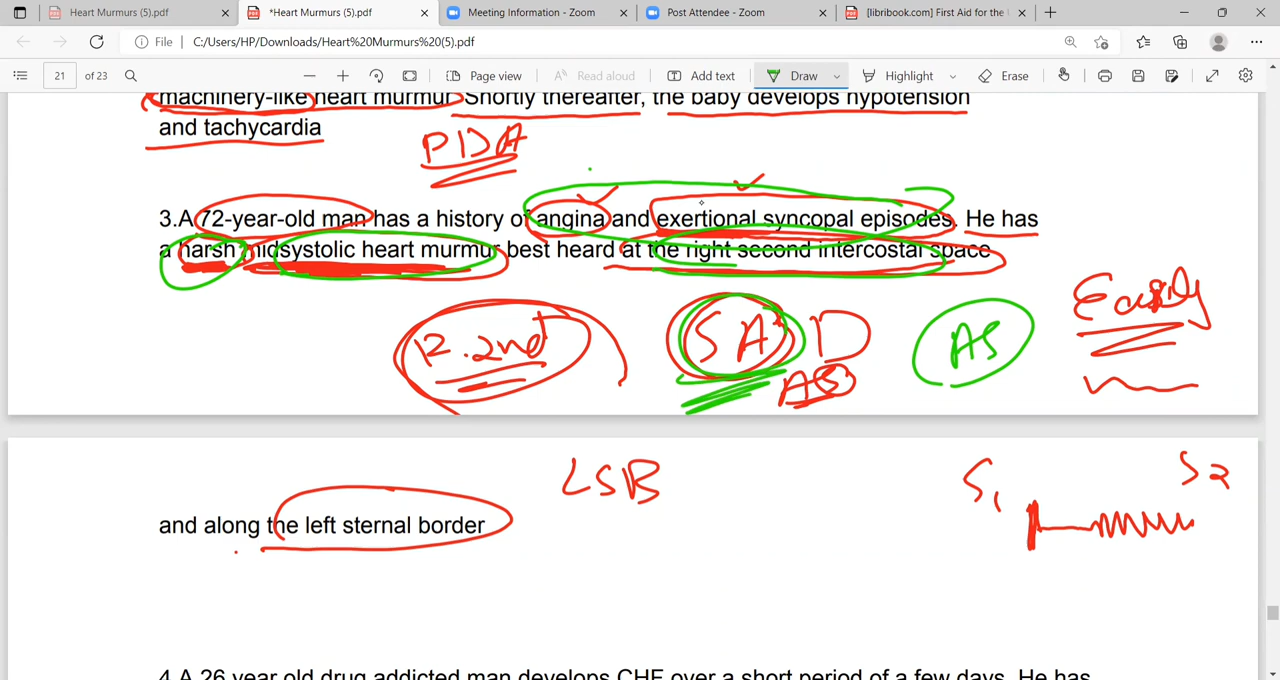 Heart Murmurs (5).pdf
*Heart Murmurs (5).pdf
Meeting Information - Zoom
Post Attendee - Zoom
[libribook.com] First Aid for the
File
C:/Users/HP/Downloads/Heart%20Murmurs%20(5).pdf
21 of 23
Page view
Read aloud
Add text
Draw
Highlight
Erase
machinery-like heart murmur. Shortly thereafter, the baby develops hypotension
and tachycardia
PDA
3.A 72-year-old man has a history of angina and exertional syncopal episodes. He has
a harsh midsystolic heart murmur best heard at the right second intercostal space
R. 2nd
SAD
AS
AS
LSB
S1
S2
and along the left sternal border
4.A 26 year old drug addicted man develops CHF over a short period of a few days. He has